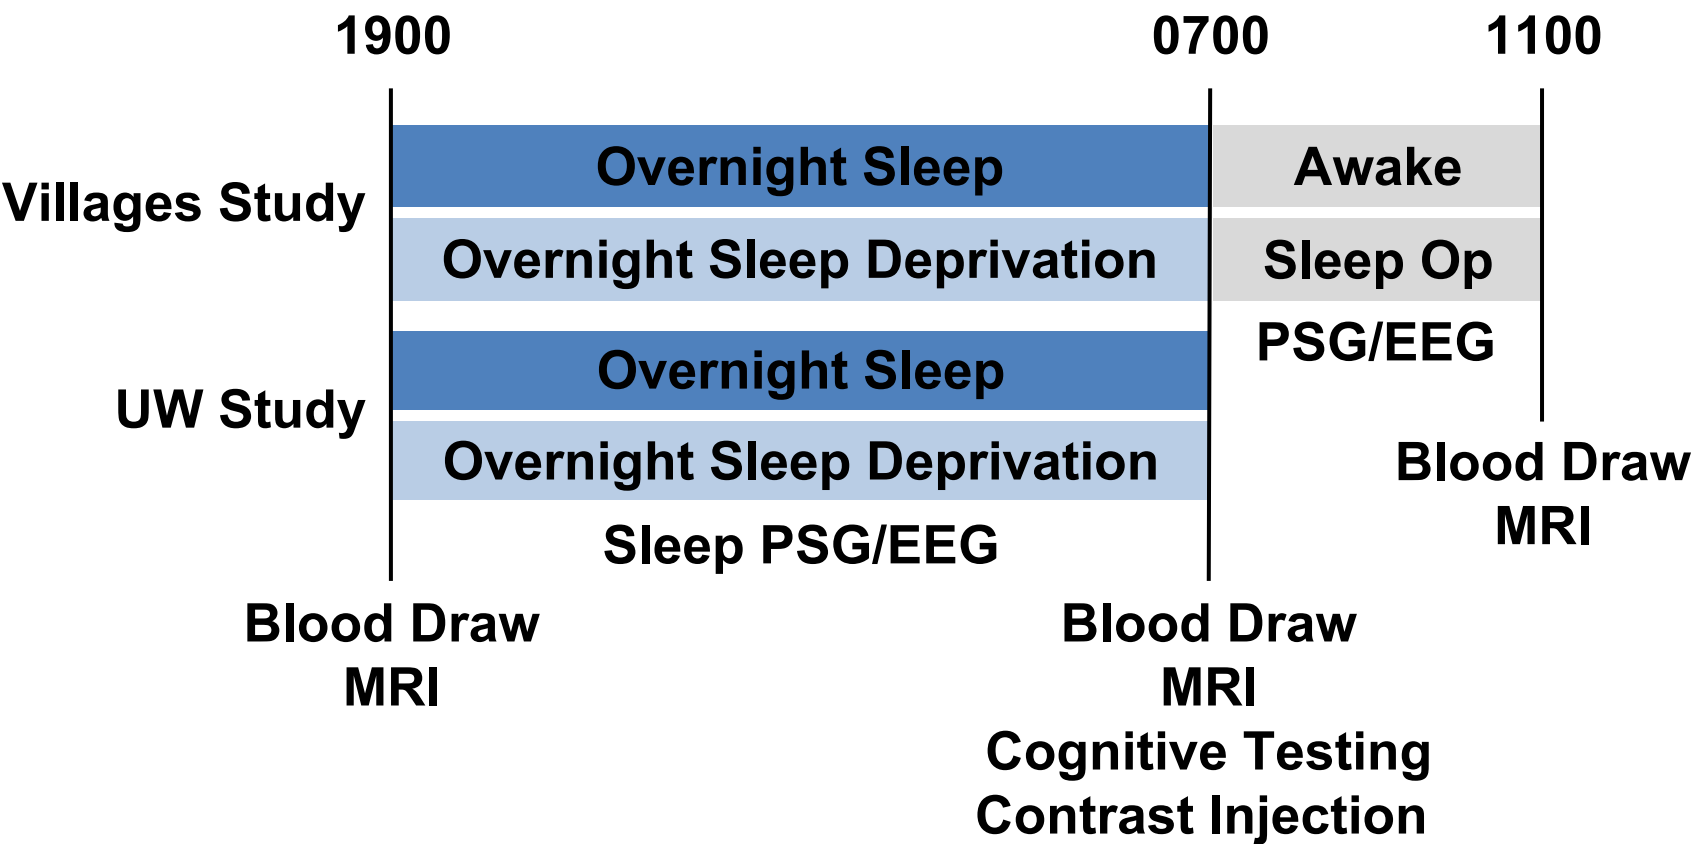 1900
0700
1100
Villages Study
Overnight Sleep
Awake
Overnight Sleep Deprivation
Sleep Op
PSG/EEG
UW Study
Overnight Sleep
Overnight Sleep Deprivation
Sleep PSG/EEG
Blood Draw
MRI
Blood Draw
MRI
Cognitive Testing
Contrast Injection
Blood Draw
MRI